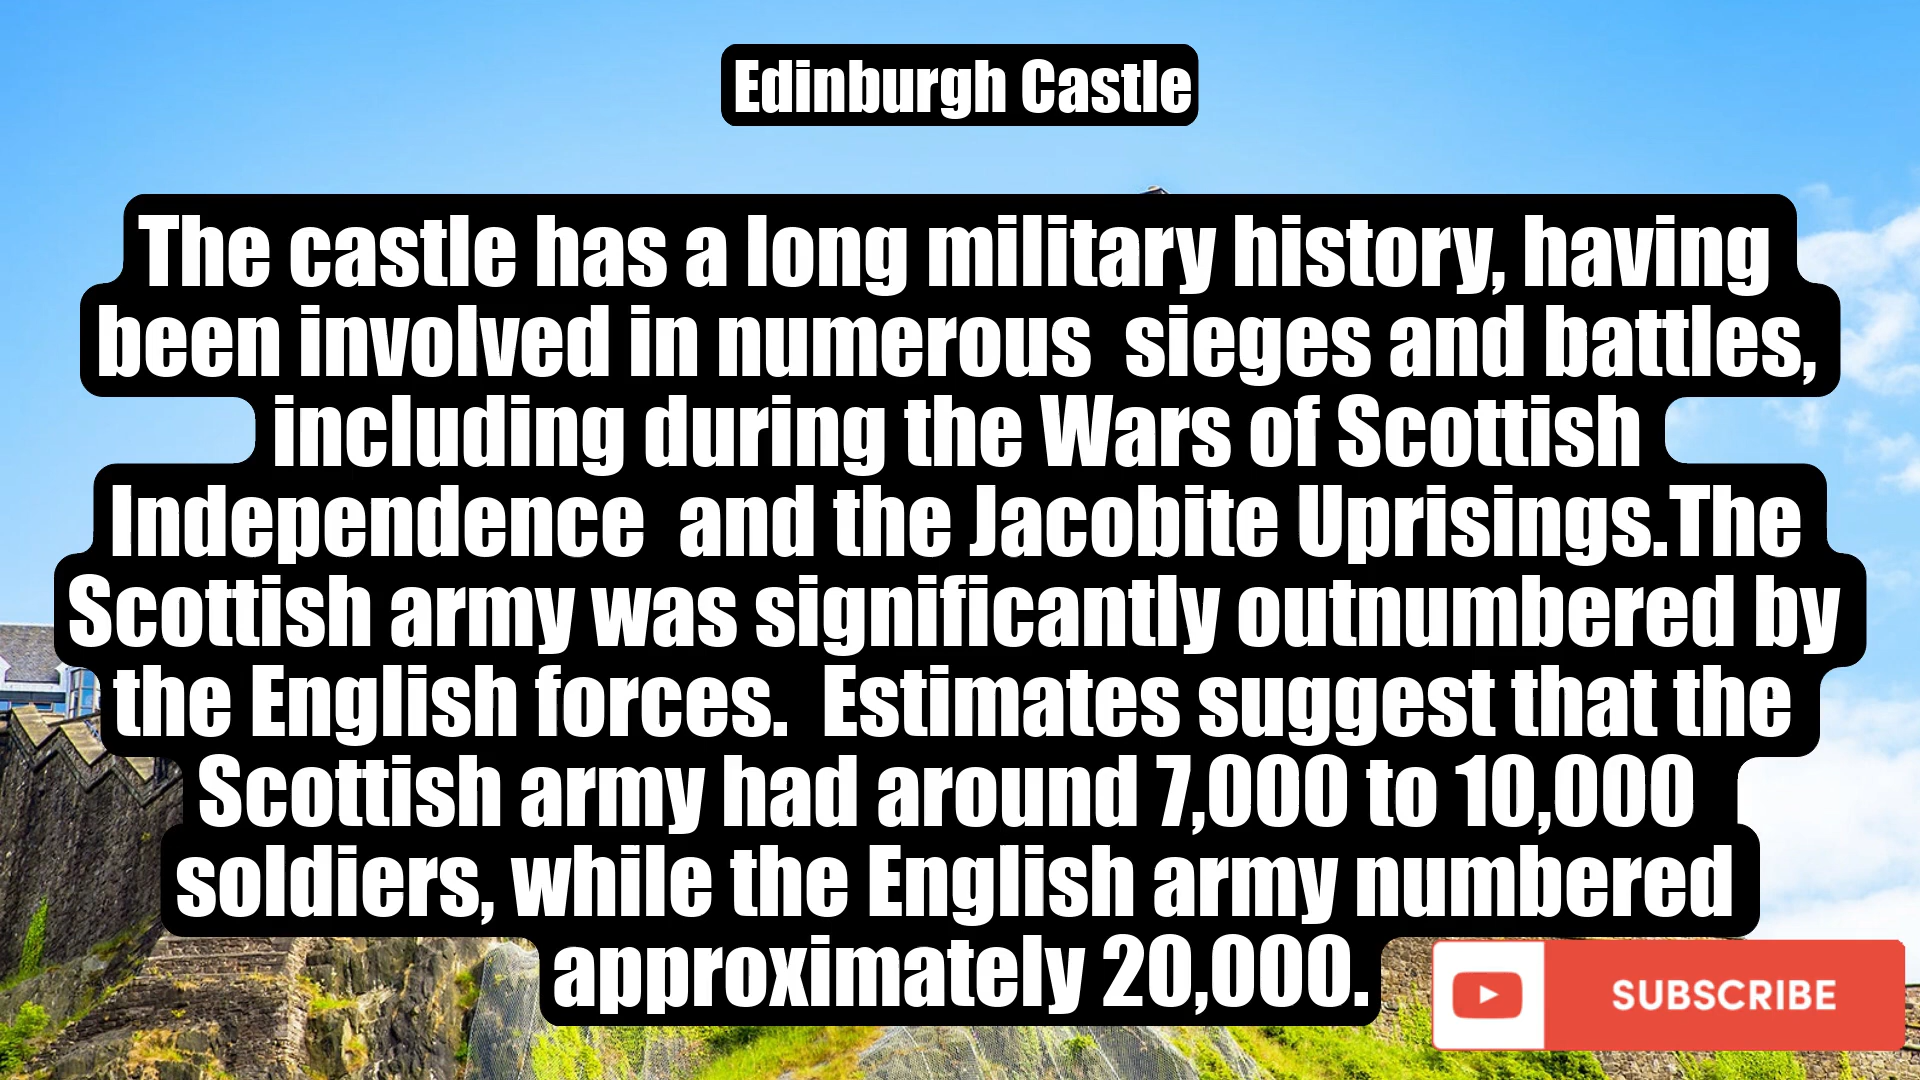 Edinburgh Castle
The castle has a long military history, having
been involved in numerous  sieges and battles,
including during the Wars of Scottish
Independence  and the Jacobite Uprisings.The
Scottish army was significantly outnumbered by
the English forces.  Estimates suggest that the
Scottish army had around 7,000 to 10,000
soldiers, while the English army numbered
approximately 20,000.
SUBSCRIBE